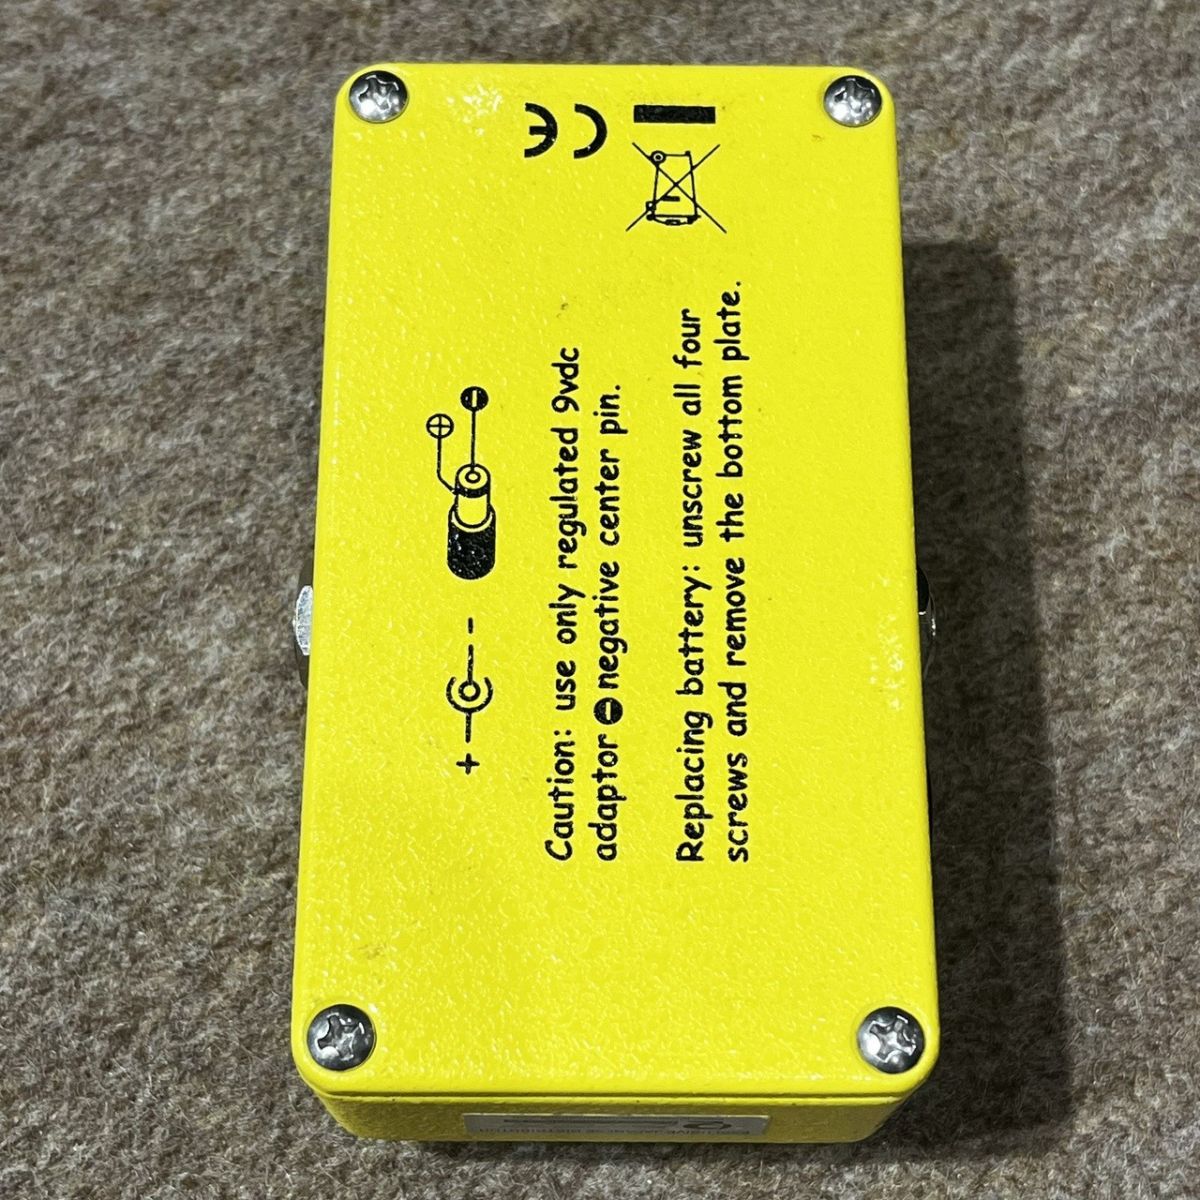 CE
+ -
⊕ ⊖
Caution: use only regulated 9vdc
adaptor ⊖ negative center pin.
Replacing battery: unscrew all four
screws and remove the bottom plate.